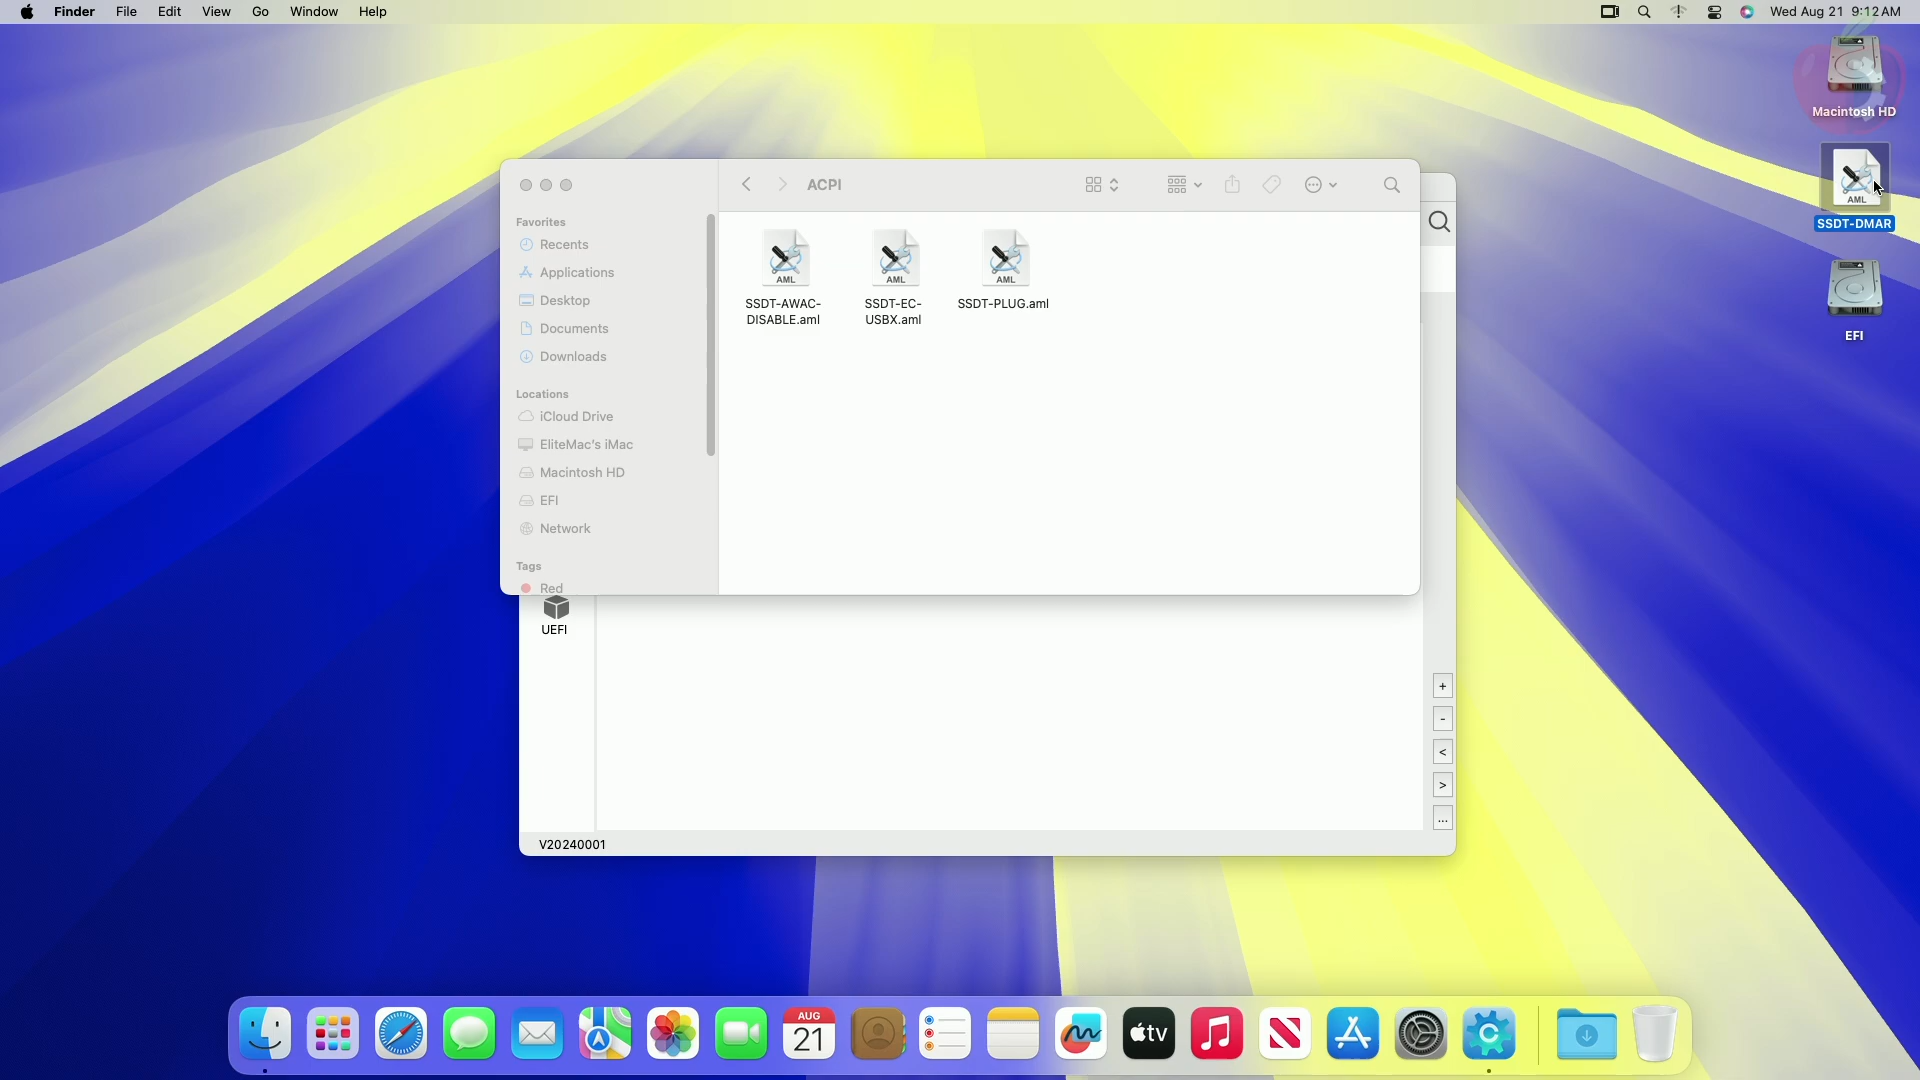 Finder File Edit View Go Window Help
Wed Aug 21 9:12 AM
Macintosh HD
AML
SSDT-DMAR
EFI
ACPI
Favorites
Recents
Applications
Desktop
Documents
Downloads
Locations
iCloud Drive
EliteMac's iMac
Macintosh HD
EFI
Network
Tags
Red
AML
SSDT-AWAC-
DISABLE.aml
AML
SSDT-EC-
USBX.aml
AML
SSDT-PLUG.aml
UEFI
+
-
<
>
...
V20240001
AUG
21
tv